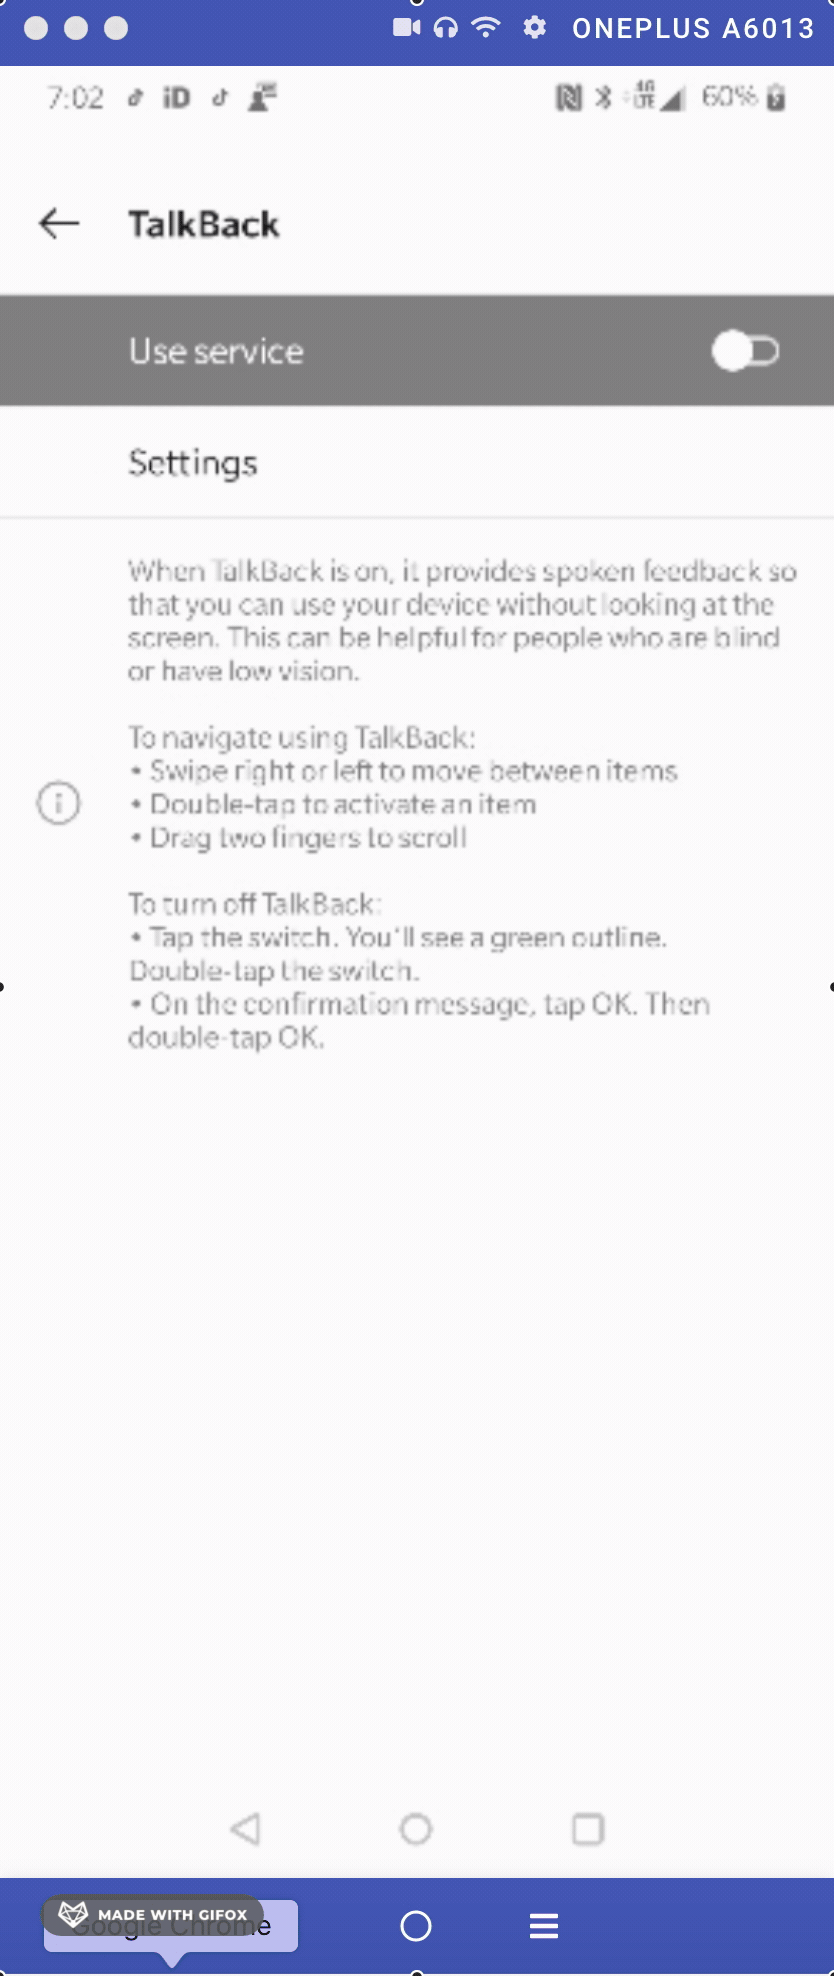 ONEPLUS A6013
7:02 iD 4G LTE 60%
TalkBack
Use service
Settings
When TalkBack is on, it provides spoken feedback so
that you can use your device without looking at the
screen. This can be helpful for people who are blind
or have low vision.
To navigate using TalkBack:
• Swipe right or left to move between items
• Double-tap to activate an item
• Drag two fingers to scroll
To turn off TalkBack:
• Tap the switch. You'll see a green outline.
Double-tap the switch.
• On the confirmation message, tap OK. Then
double-tap OK.
MADE WITH GIFOX
Google Chrome